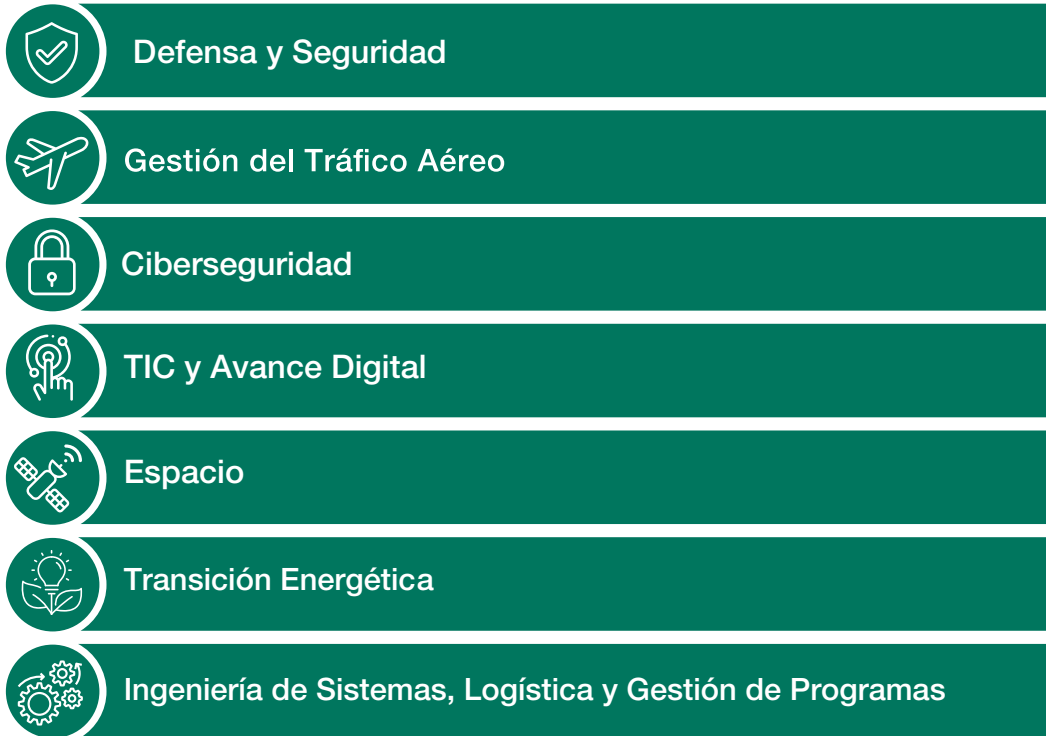 Defensa y Seguridad
Gestión del Tráfico Aéreo
Ciberseguridad
TIC y Avance Digital
Espacio
Transición Energética
Ingeniería de Sistemas, Logística y Gestión de Programas